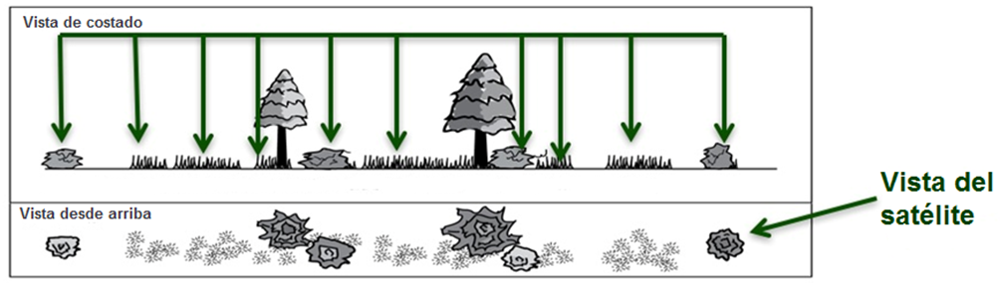 Vista de costado
Vista desde arriba
Vista del
satélite